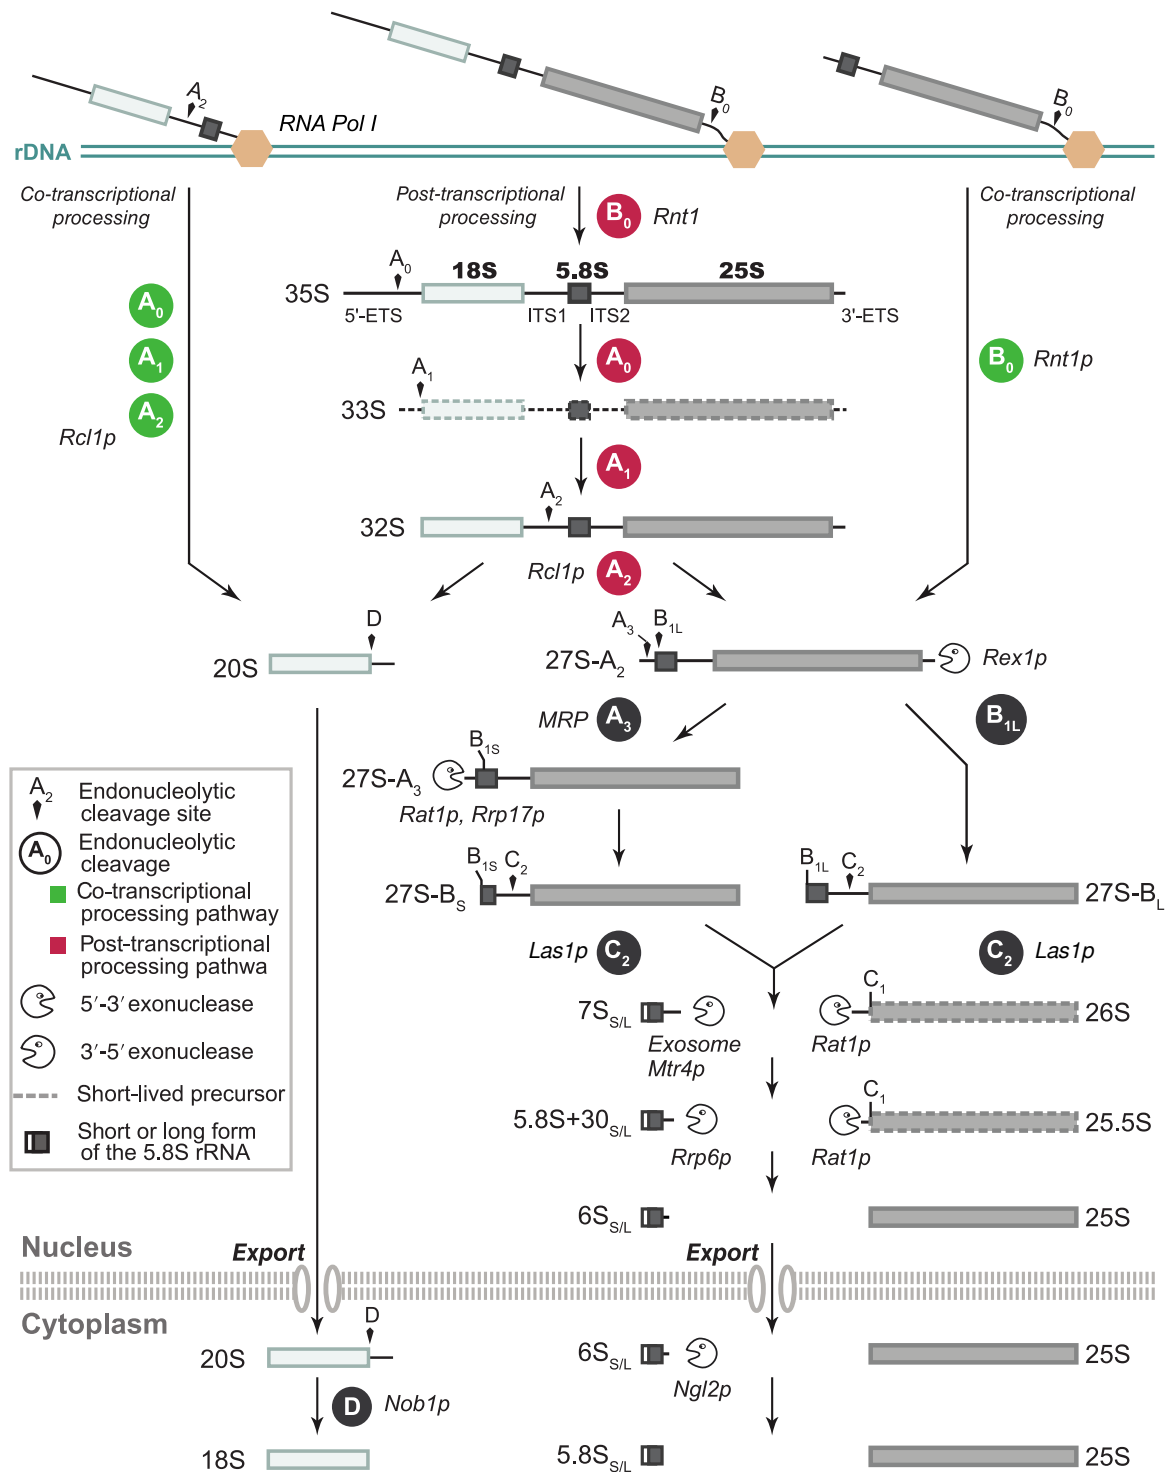 A2
RNA Pol I
B0
B0
rDNA
Co-transcriptional
processing
Post-transcriptional
processing
B0 Rnt1
Co-transcriptional
processing
A0
18S 5.8S 25S
35S
5'-ETS ITS1 ITS2 3'-ETS
A0
A1
A2
Rcl1p
A0
B0 Rnt1p
A1
33S
A1
A2
32S
Rcl1p A2
D
20S
A3 B1L
27S-A2
Rex1p
MRP A3
B1L
B1S
27S-A3
Rat1p, Rrp17p
B1S C2
27S-BS
B1L C2
27S-BL
Las1p C2
C2 Las1p
7SS/L
Exosome
Mtr4p
C1
26S
Rat1p
5.8S+30S/L
Rrp6p
C1
25.5S
Rat1p
6SS/L
25S
A2 Endonucleolytic
cleavage site
A0 Endonucleolytic
cleavage
Co-transcriptional
processing pathway
Post-transcriptional
processing pathwa
5′-3′ exonuclease
3′-5′ exonuclease
Short-lived precursor
Short or long form
of the 5.8S rRNA
Nucleus
Export
Export
Cytoplasm
D
20S
6SS/L
Ngl2p
25S
D Nob1p
18S
5.8SS/L
25S